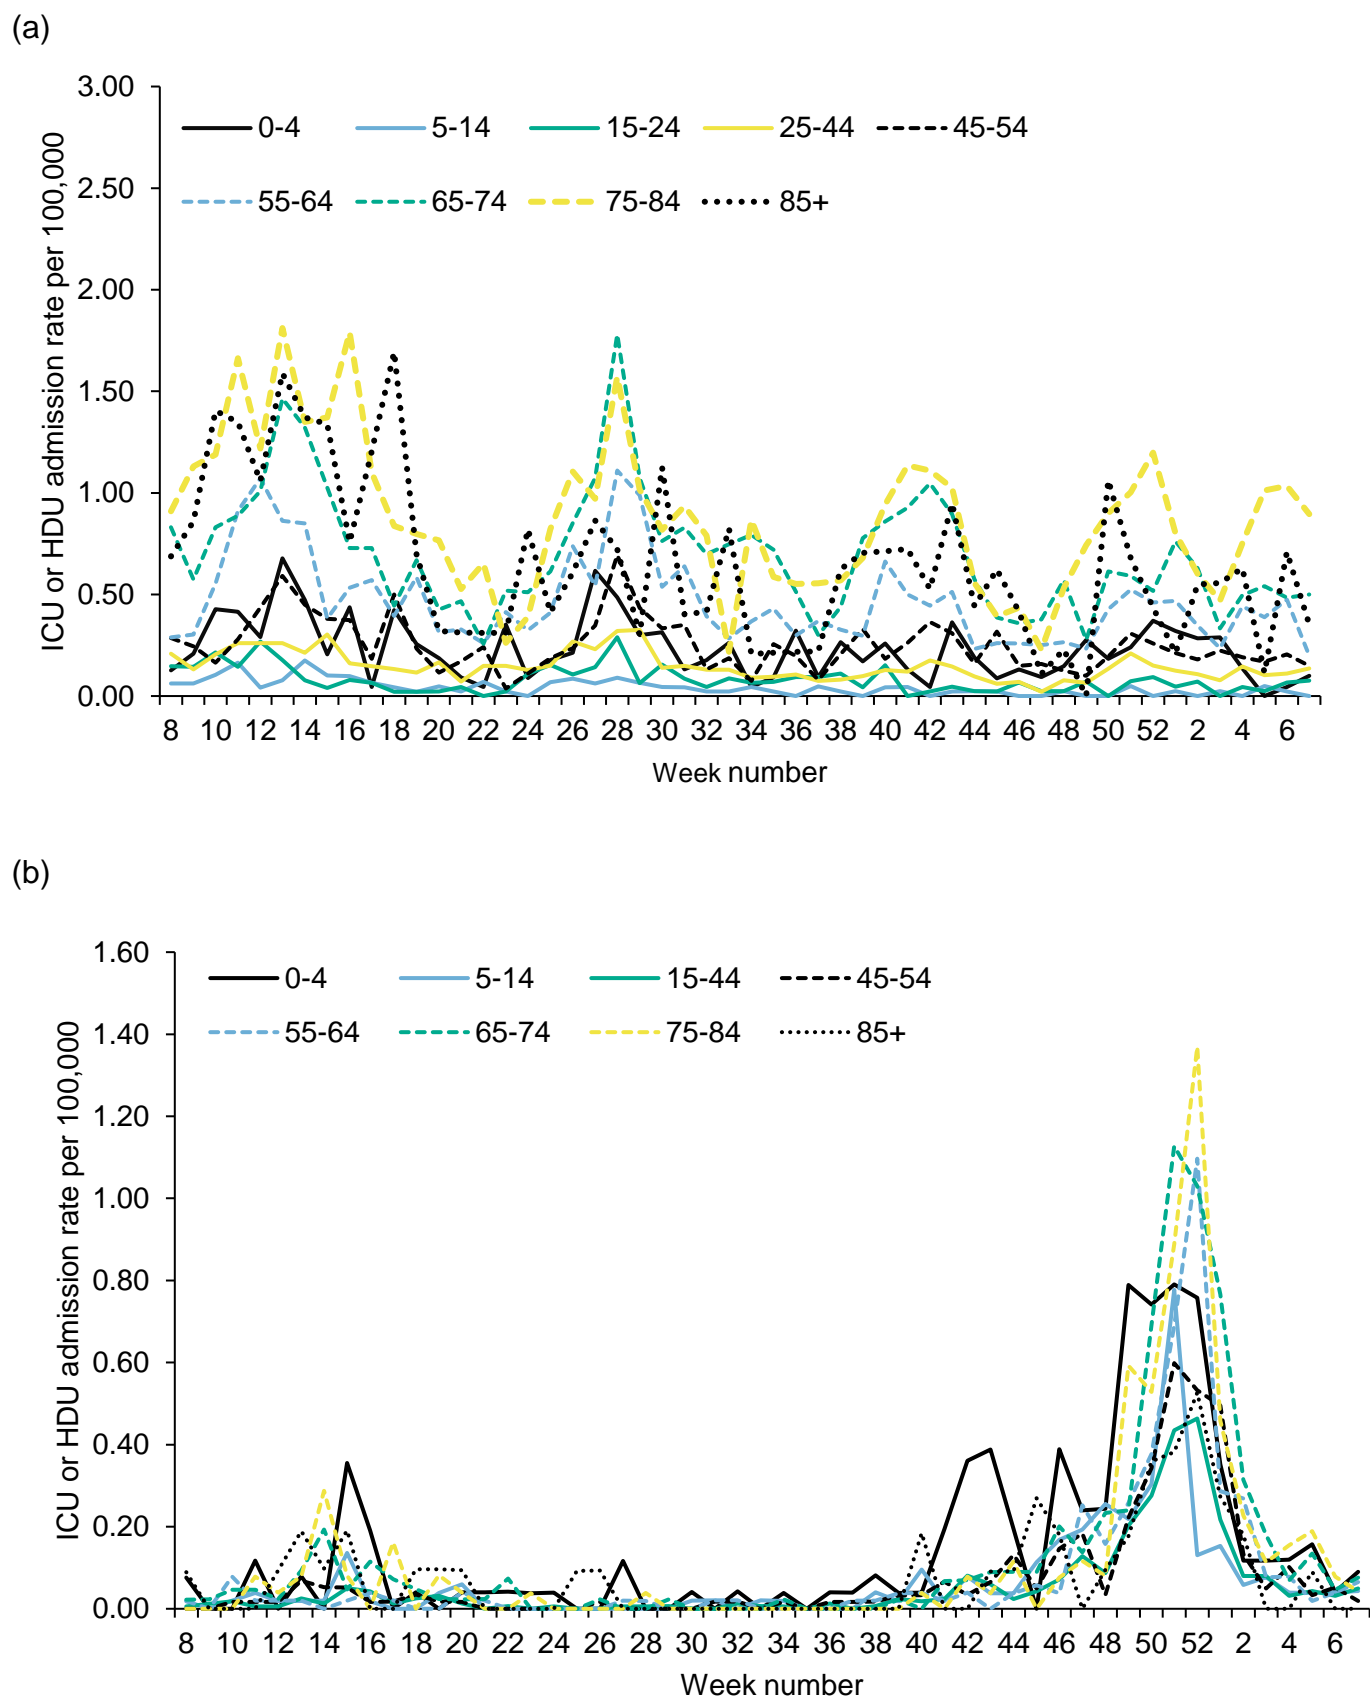 (a)
3.00
2.50
2.00
1.50
1.00
0.50
0.00
ICU or HDU admission rate per 100,000
0-4 5-14 15-24 25-44 45-54
55-64 65-74 75-84 85+
8 10 12 14 16 18 20 22 24 26 28 30 32 34 36 38 40 42 44 46 48 50 52 2 4 6
Week number
(b)
1.60
1.40
1.20
1.00
0.80
0.60
0.40
0.20
0.00
ICU or HDU admission rate per 100,000
0-4 5-14 15-44 45-54
55-64 65-74 75-84 85+
8 10 12 14 16 18 20 22 24 26 28 30 32 34 36 38 40 42 44 46 48 50 52 2 4 6
Week number